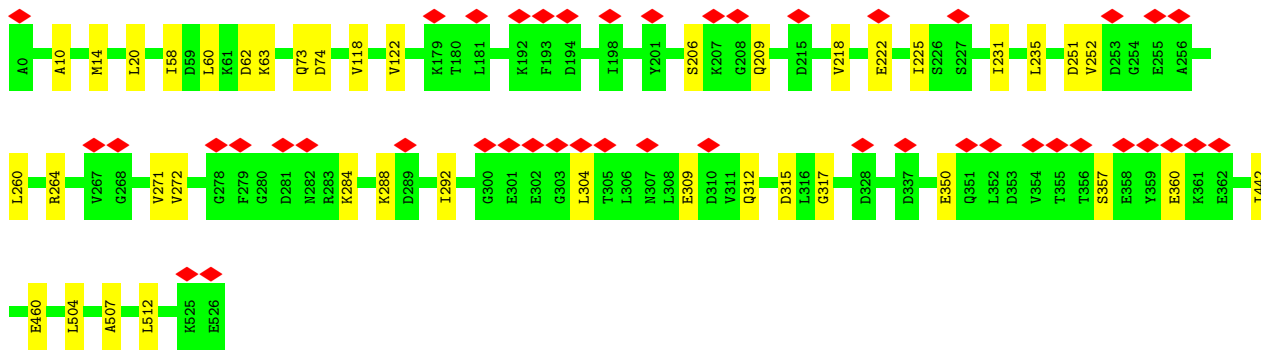 A0 A10 M14 L20 I58 D59 L60 K61 D62 K63 Q73 D74 V118 V122 K179 T180 L181 K192 F193 D194 I198 Y201 S206 K207 G208 Q209 D215 V218 E222 I225 S226 S227 I231 L235 D251 V252 D253 G254 E255 A256
L260 R264 V267 G268 V271 V272 G278 F279 G280 D281 N282 R283 K284 K288 D289 I292 G300 E301 E302 G303 L304 T305 L306 N307 L308 E309 D310 V311 Q312 D315 L316 G317 D328 D337 E350 Q351 L352 D353 V354 T355 T356 S357 E358 Y359 E360 K361 E362
E460 L504 A507 L512 K525 E526